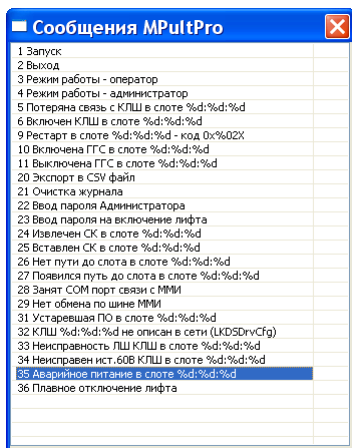 Сообщения MPultPro
1 Запуск
2 Выход
3 Режим работы - оператор
4 Режим работы - администратор
5 Потеряна связь с КЛШ в слоте %d:%d:%d
6 Включен КЛШ в слоте %d:%d:%d
9 Рестарт в слоте %d:%d:%d - код 0x%02X
10 Включена ГГС в слоте %d:%d:%d
11 Выключена ГГС в слоте %d:%d:%d
20 Экспорт в CSV файл
21 Очистка журнала
22 Ввод пароля Администратора
23 Ввод пароля на включение лифта
24 Извлечен СК в слоте %d:%d:%d
25 Вставлен СК в слоте %d:%d:%d
26 Нет пути до слота в слоте %d:%d:%d
27 Появился путь до слота в слоте %d:%d:%d
28 Занят COM порт связи с ММИ
29 Нет обмена по шине ММИ
31 Устаревшая ПО в слоте %d:%d:%d
32 КЛШ %d:%d:%d не описан в сети (LKDSDrvCfg)
33 Неисправность ЛШ КЛШ в слоте %d:%d:%d
34 Неисправен ист.60В КЛШ в слоте %d:%d:%d
35 Аварийное питание в слоте %d:%d:%d
36 Плавное отключение лифта